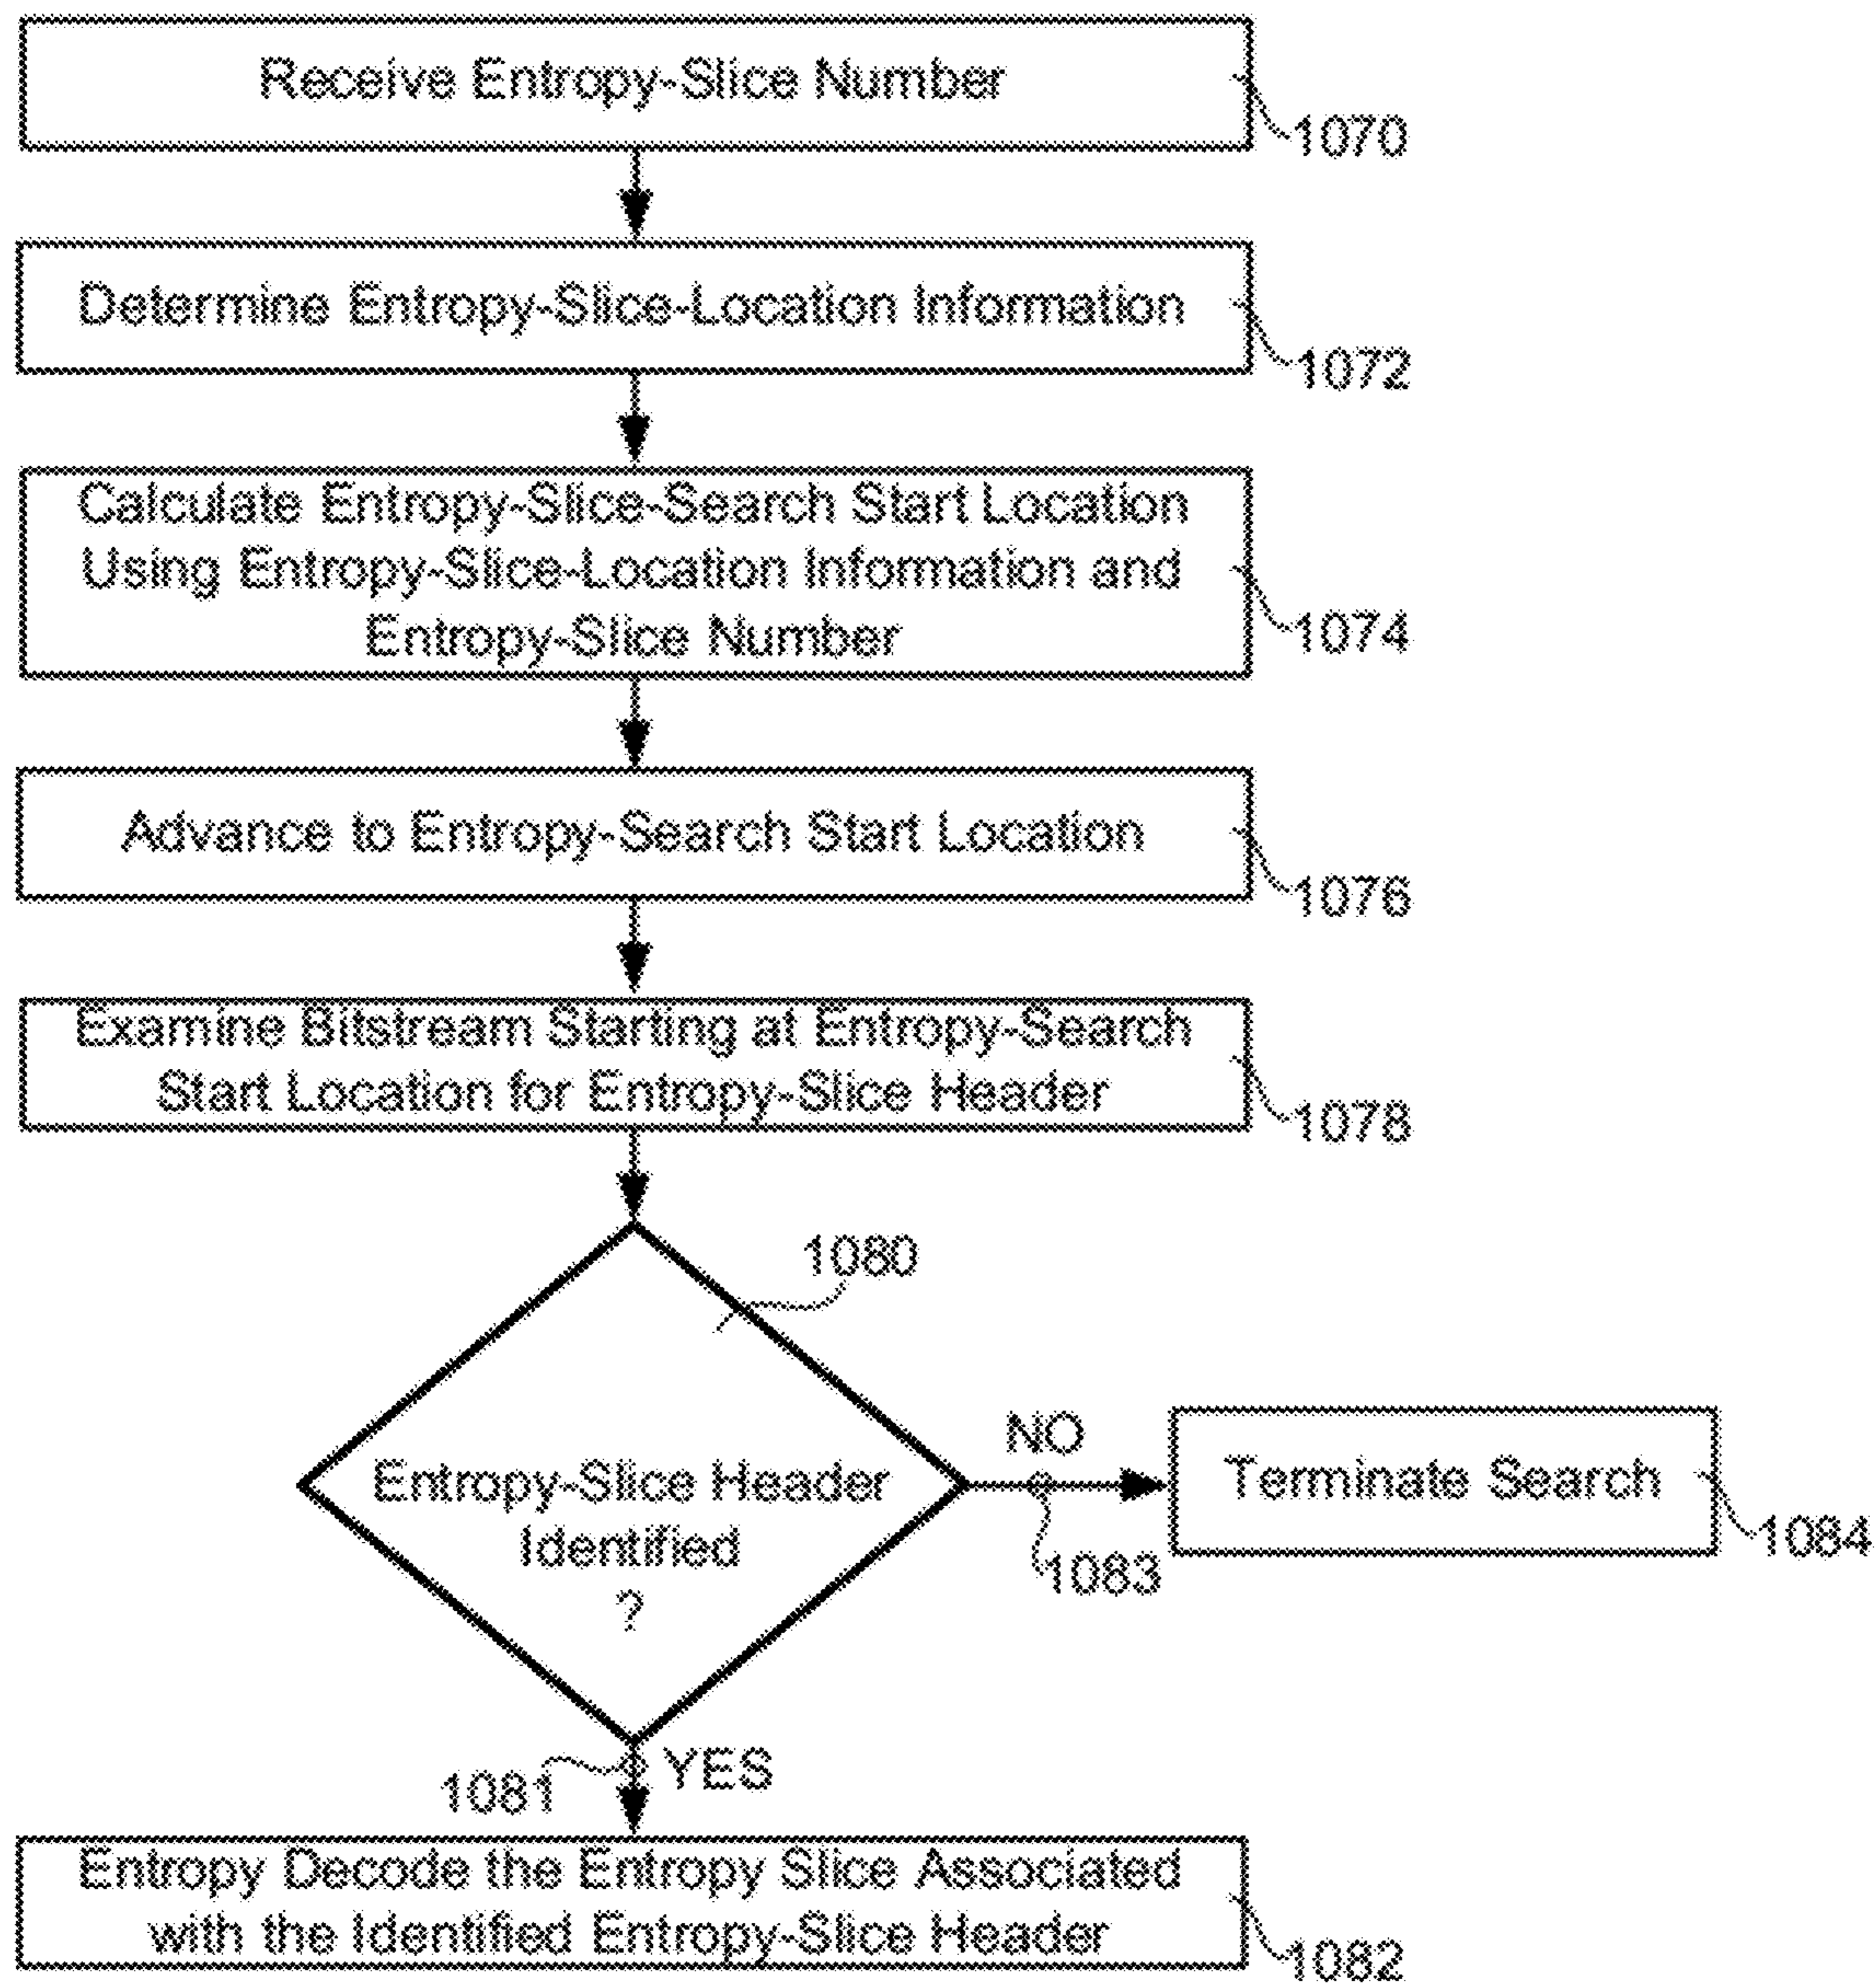 Receive Entropy-Slice Number
1070
Determine Entropy-Slice-Location Information
1072
Calculate Entropy-Slice-Search Start Location
Using Entropy-Slice-Location Information and
Entropy-Slice Number
1074
Advance to Entropy-Search Start Location
1076
Examine Bitstream Starting at Entropy-Search
Start Location for Entropy-Slice Header
1078
1080
Entropy-Slice Header
Identified
?
NO
1083
Terminate Search
1084
1081
YES
Entropy Decode the Entropy Slice Associated
with the Identified Entropy-Slice Header
1082